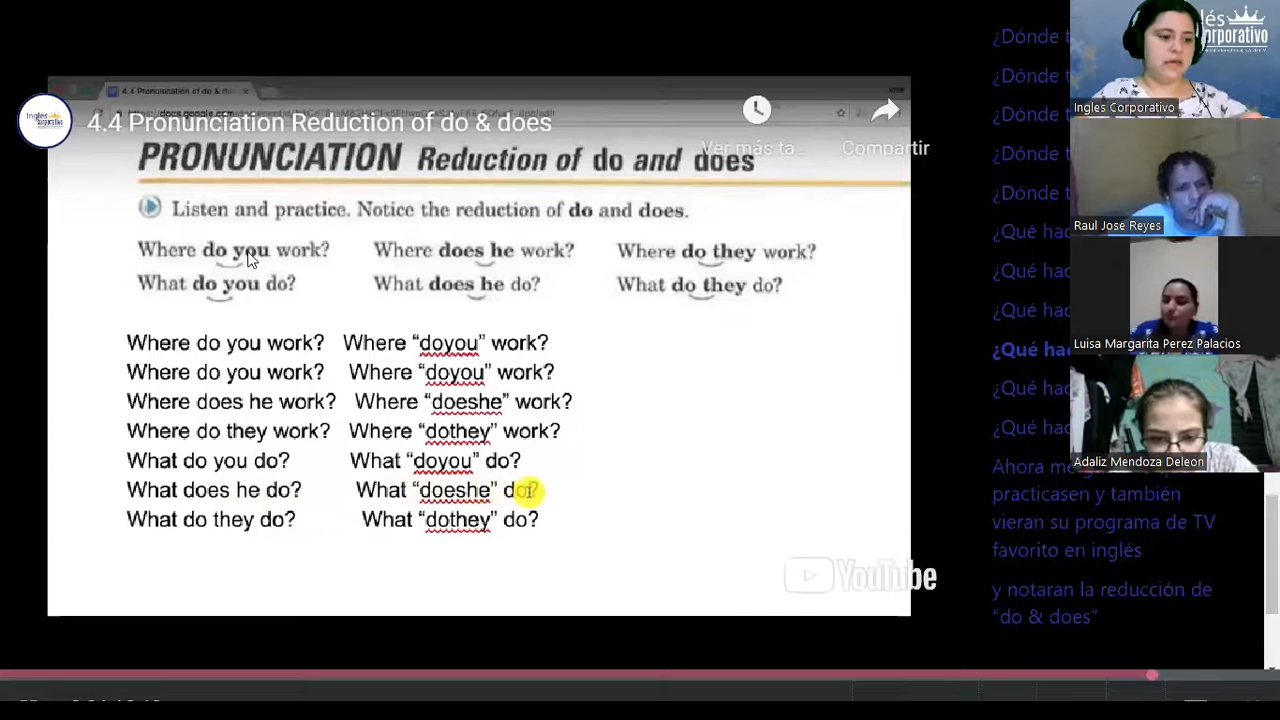 4.4 Pronunciation Reduction of do & does
Ver más ta...
Compartir
PRONUNCIATION Reduction of do and does
Listen and practice. Notice the reduction of do and does.
Where do you work? Where does he work? Where do they work?
What do you do? What does he do? What do they do?
Where do you work? Where “doyou” work?
Where do you work? Where “doyou” work?
Where does he work? Where “doeshe” work?
Where do they work? Where “dothey” work?
What do you do? What “doyou” do?
What does he do? What “doeshe” do?
What do they do? What “dothey” do?
YouTube
¿Dónde
¿Dónde
¿Dónde
¿Dónde
¿Dónde
¿Qué
¿Qué
¿Qué
¿Qué
¿Qué
¿Qué
Ahora
practicasen y también
vieran su programa de TV
favorito en inglés
y notaran la reducción de
“do & does”
Ingles Corporativo
Raul Jose Reyes
Luisa Margarita Perez Palacios
Adaliz Mendoza Deleon